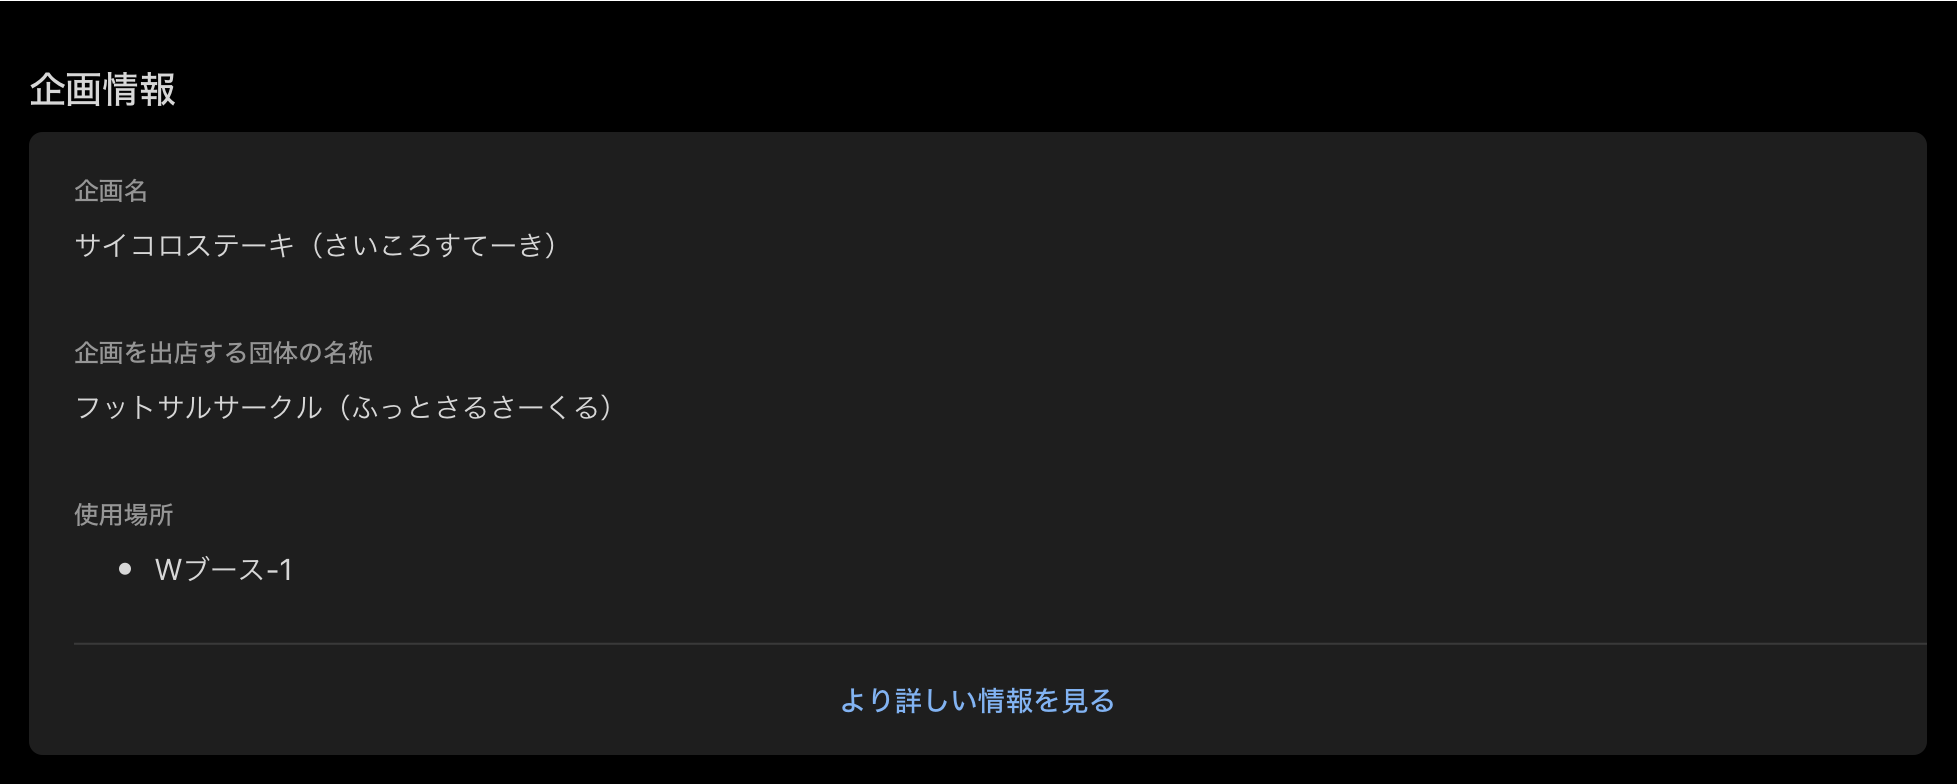 企画情報
企画名
サイコロステーキ（さいころすてーき）
企画を出店する団体の名称
フットサルサークル（ふっとさるさーくる）
使用場所
• Wブース-1
より詳しい情報を見る